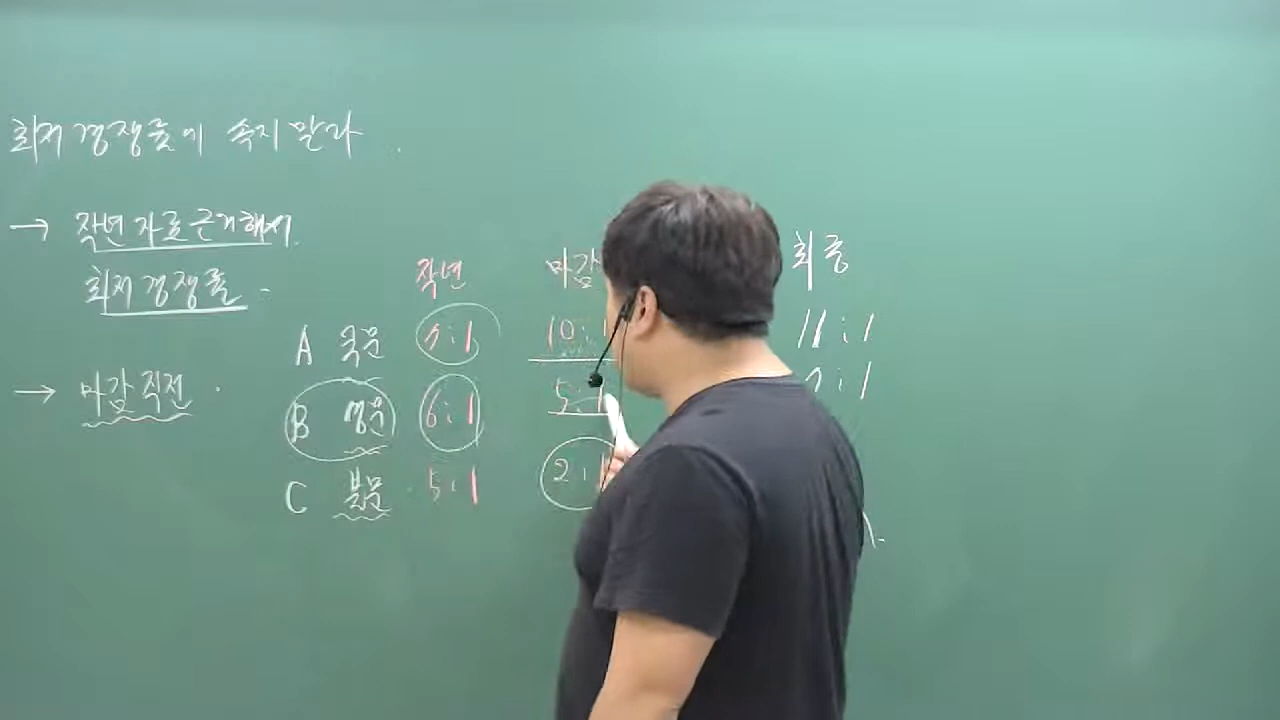 최저 경쟁률에 속지 말라.
→ 작년 자료 근거해서
최저 경쟁률.
→ 마감 직전.
작년 마감 최종
A 국문 7:1 10:1 11:1
B 영문 6:1 5:1 7:1
C 불문 5:1 2:1